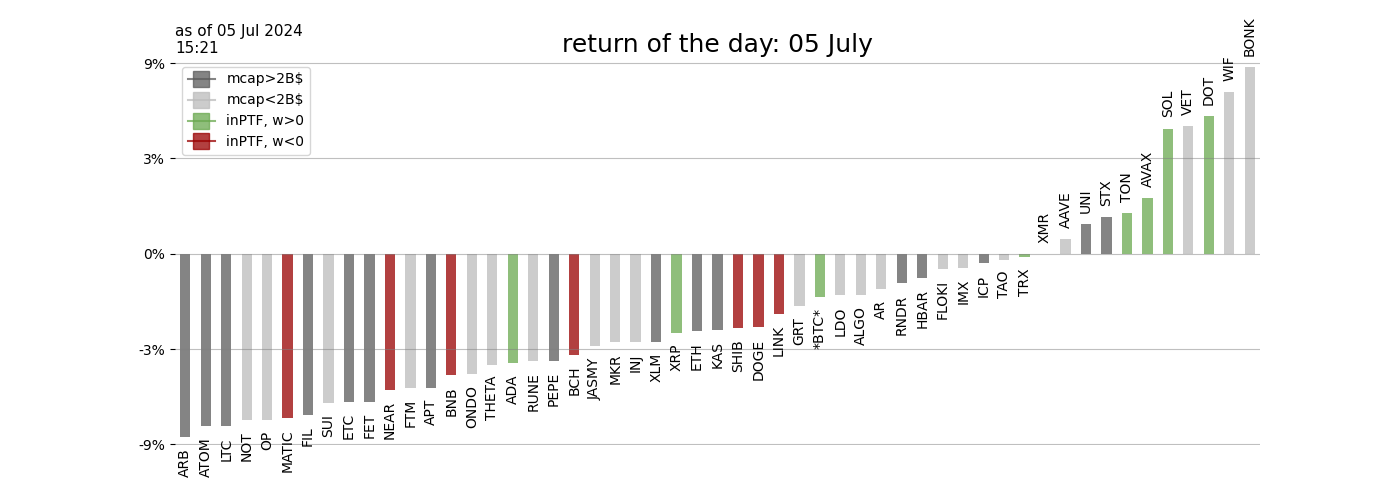 as of 05 Jul 2024
15:21
return of the day: 05 July
9%
3%
0%
-3%
-9%
mcap>2B$
mcap<2B$
inPTF, w>0
inPTF, w<0
ARB
ATOM
LTC
NOT
OP
MATIC
FIL
SUI
ETC
FET
NEAR
FTM
APT
BNB
ONDO
THETA
ADA
RUNE
PEPE
BCH
JASMY
MKR
INJ
XLM
XRP
ETH
KAS
SHIB
DOGE
LINK
GRT
*BTC*
LDO
ALGO
AR
RNDR
HBAR
FLOKI
IMX
ICP
TAO
TRX
XMR
AAVE
UNI
STX
TON
AVAX
SOL
VET
DOT
WIF
BONK